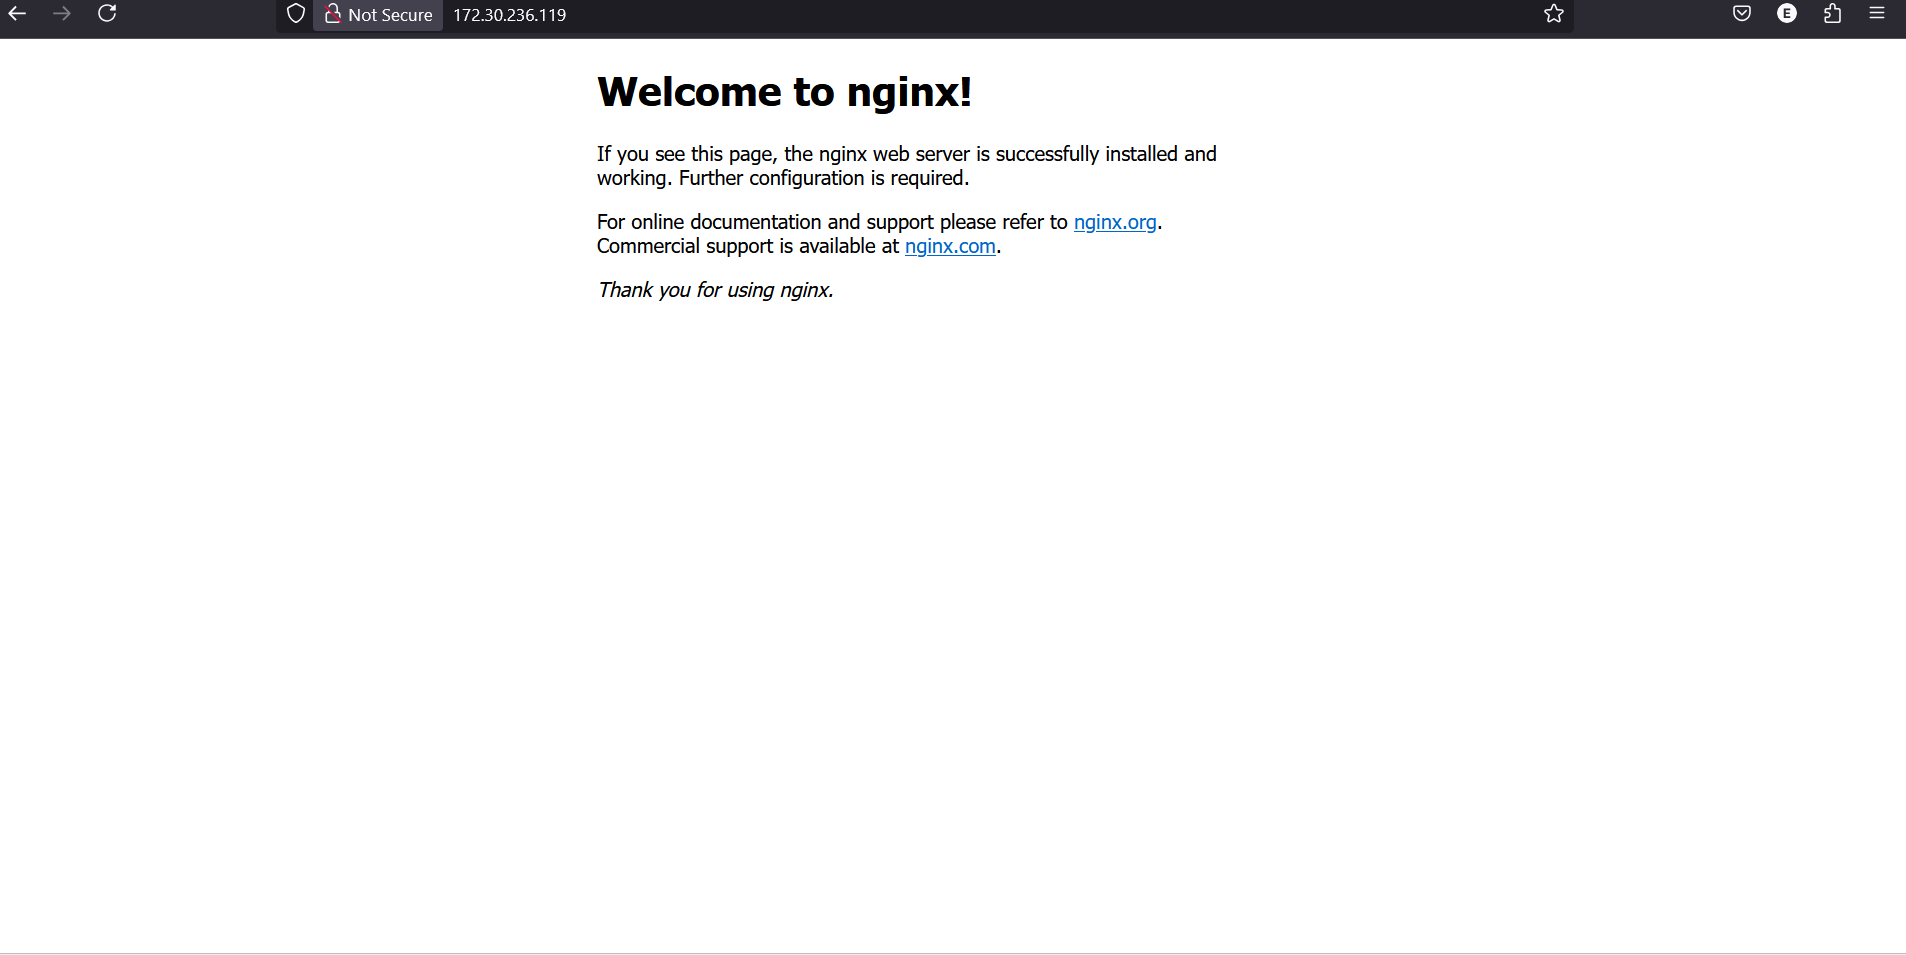 Not Secure 172.30.236.119
E
Welcome to nginx!
If you see this page, the nginx web server is successfully installed and
working. Further configuration is required.
For online documentation and support please refer to nginx.org.
Commercial support is available at nginx.com.
Thank you for using nginx.